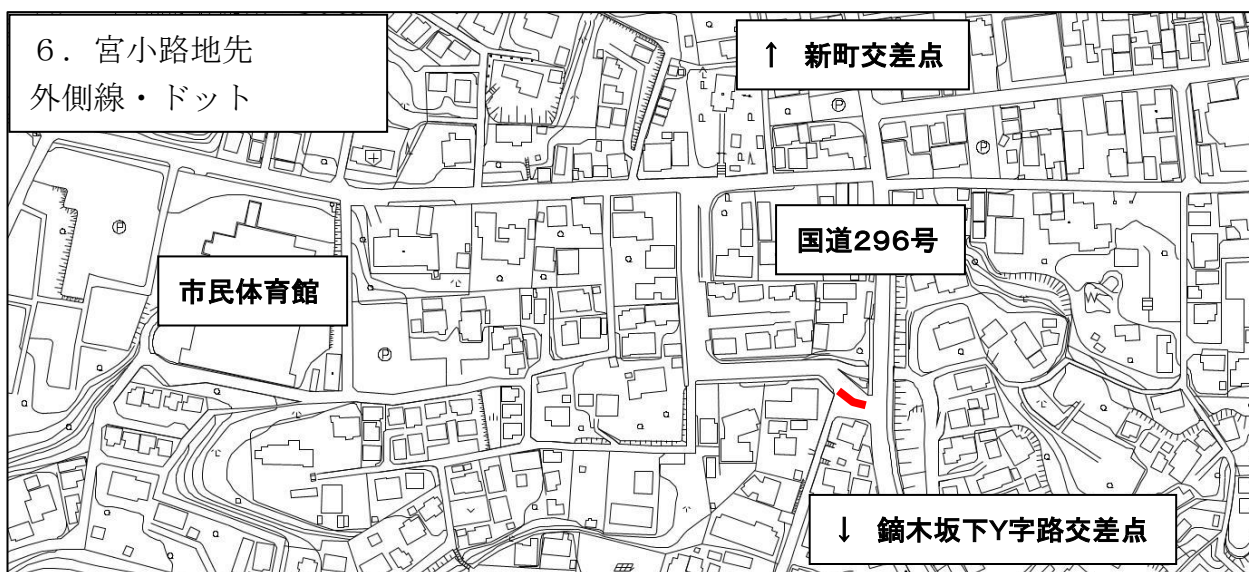 6．宮小路地先
外側線・ドット
↑ 新町交差点
国道296号
市民体育館
↓ 鏑木坂下Y字路交差点